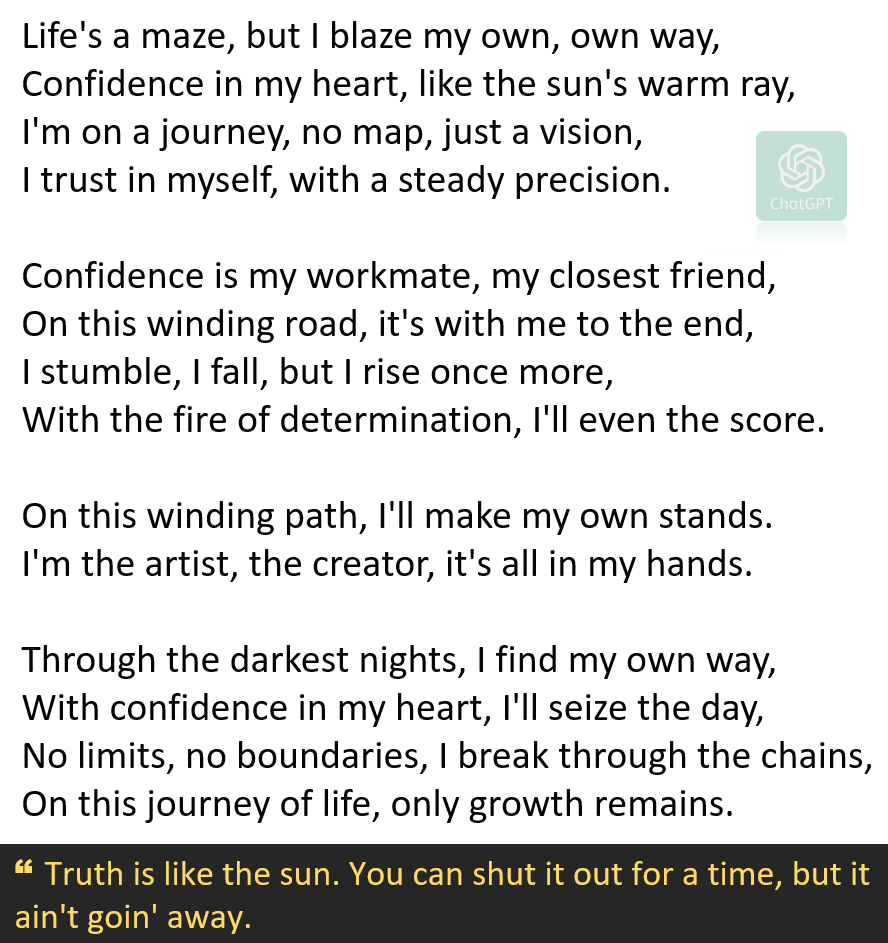 Life's a maze, but I blaze my own, own way,
Confidence in my heart, like the sun's warm ray,
I'm on a journey, no map, just a vision,
I trust in myself, with a steady precision.
ChatGPT
Confidence is my workmate, my closest friend,
On this winding road, it's with me to the end,
I stumble, I fall, but I rise once more,
With the fire of determination, I'll even the score.
On this winding path, I'll make my own stands.
I'm the artist, the creator, it's all in my hands.
Through the darkest nights, I find my own way,
With confidence in my heart, I'll seize the day,
No limits, no boundaries, I break through the chains,
On this journey of life, only growth remains.
“ Truth is like the sun. You can shut it out for a time, but it
ain't goin' away.